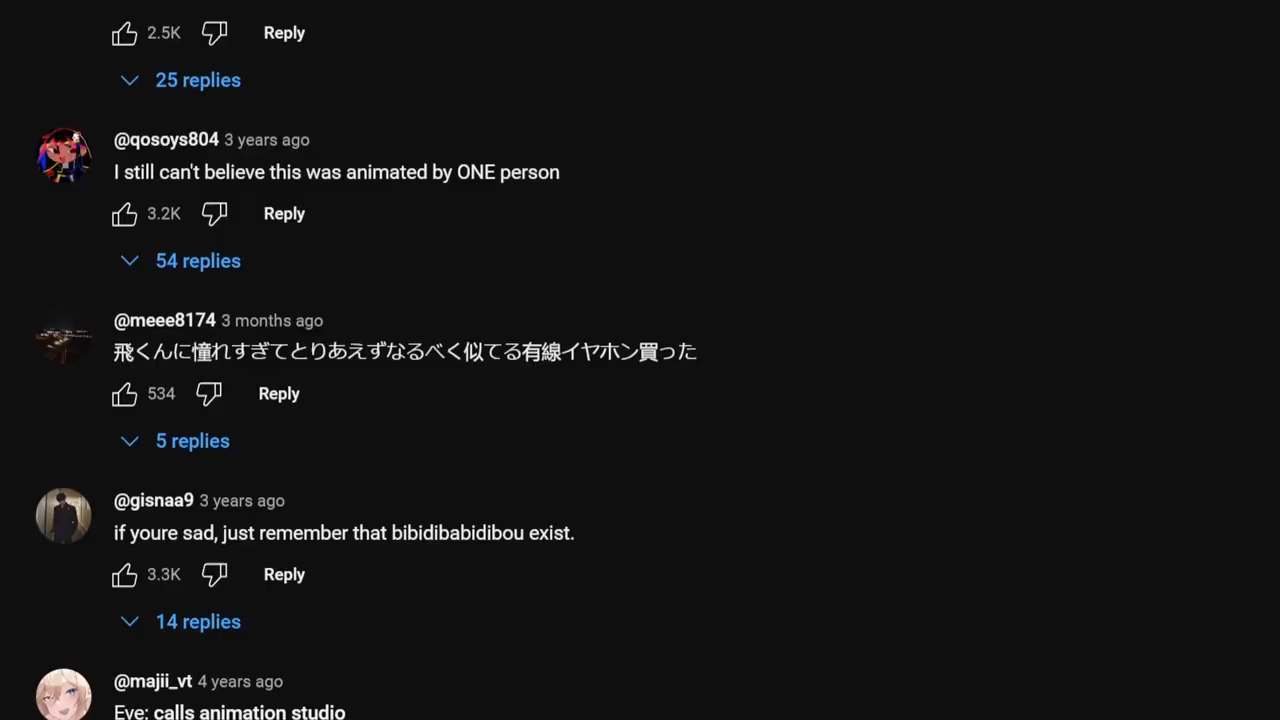 2.5K Reply
25 replies
@qosoys804 3 years ago
I still can't believe this was animated by ONE person
3.2K Reply
54 replies
@meee8174 3 months ago
飛くんに憧れすぎてとりあえずなるべく似てる有線イヤホン買った
534 Reply
5 replies
@gisnaa9 3 years ago
if youre sad, just remember that bibidibabidibou exist.
3.3K Reply
14 replies
@majii_vt 4 years ago
Eve: calls animation studio